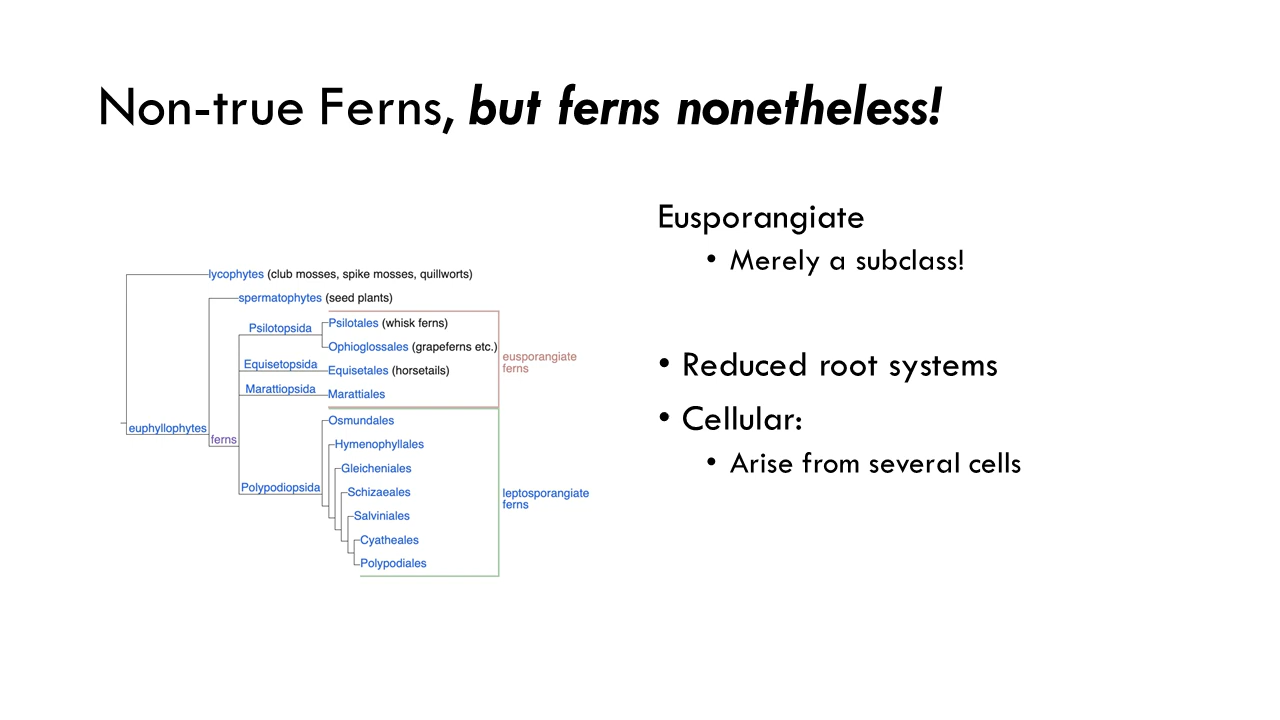 Non-true Ferns, but ferns nonetheless!
Eusporangiate
• Merely a subclass!
• Reduced root systems
• Cellular:
• Arise from several cells
lycophytes (club mosses, spike mosses, quillworts)
spermatophytes (seed plants)
Psilotopsida
Psilotales (whisk ferns)
Ophioglossales (grapeferns etc.)
Equisetopsida
Equisetales (horsetails)
Marattiopsida
Marattiales
eusporangiate
ferns
euphyllophytes
ferns
Osmundales
Hymenophyllales
Gleicheniales
Polypodiopsida
Schizaeales
Salviniales
Cyatheales
Polypodiales
leptosporangiate
ferns